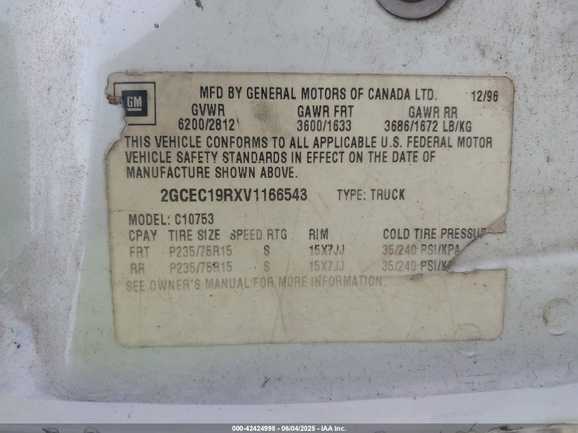 MFD BY GENERAL MOTORS OF CANADA LTD. 12/96
GM
GVWR GAWR FRT GAWR RR
6200/2812 3600/1633 3686/1672 LB/KG
THIS VEHICLE CONFORMS TO ALL APPLICABLE U.S. FEDERAL MOTOR
VEHICLE SAFETY STANDARDS IN EFFECT ON THE DATE OF
MANUFACTURE SHOWN ABOVE.
2GCEC19RXV1166543 TYPE: TRUCK
MODEL: C10753
CPAY TIRE SIZE SPEED RTG RIM COLD TIRE PRESSU
FRT P235/75R15 S 15X7JJ 35/240 PSI/KPA
RR P235/75R15 S 15X7JJ 35/240 PSI/K
SEE OWNER'S MANUAL FOR MORE INFORMATION.
000-42424998 - 06/04/2025 - IAA Inc.